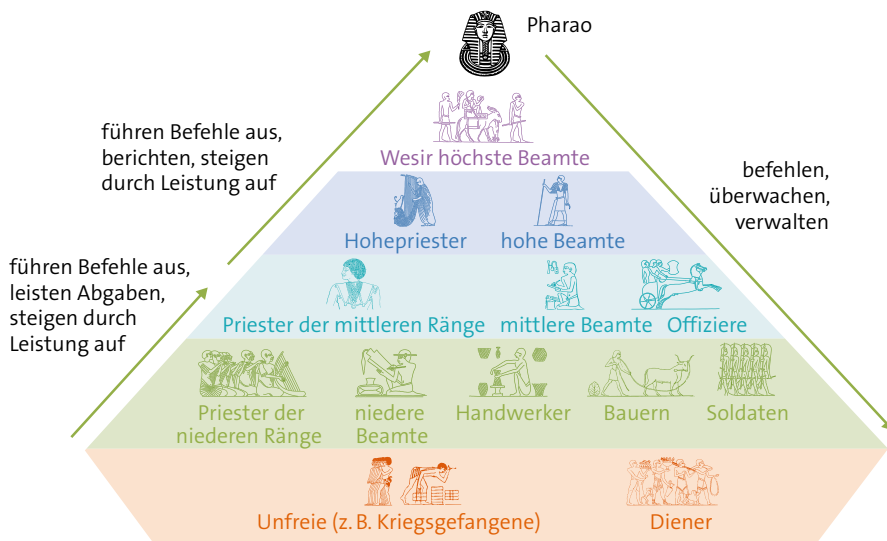 Pharao
Wesir höchste Beamte
führen Befehle aus,
berichten, steigen
durch Leistung auf
befehlen,
überwachen,
verwalten
Hohepriester
hohe Beamte
führen Befehle aus,
leisten Abgaben,
steigen durch
Leistung auf
Priester der mittleren Ränge
mittlere Beamte
Offiziere
Priester der
niederen Ränge
niedere
Beamte
Handwerker
Bauern
Soldaten
Unfreie (z. B. Kriegsgefangene)
Diener